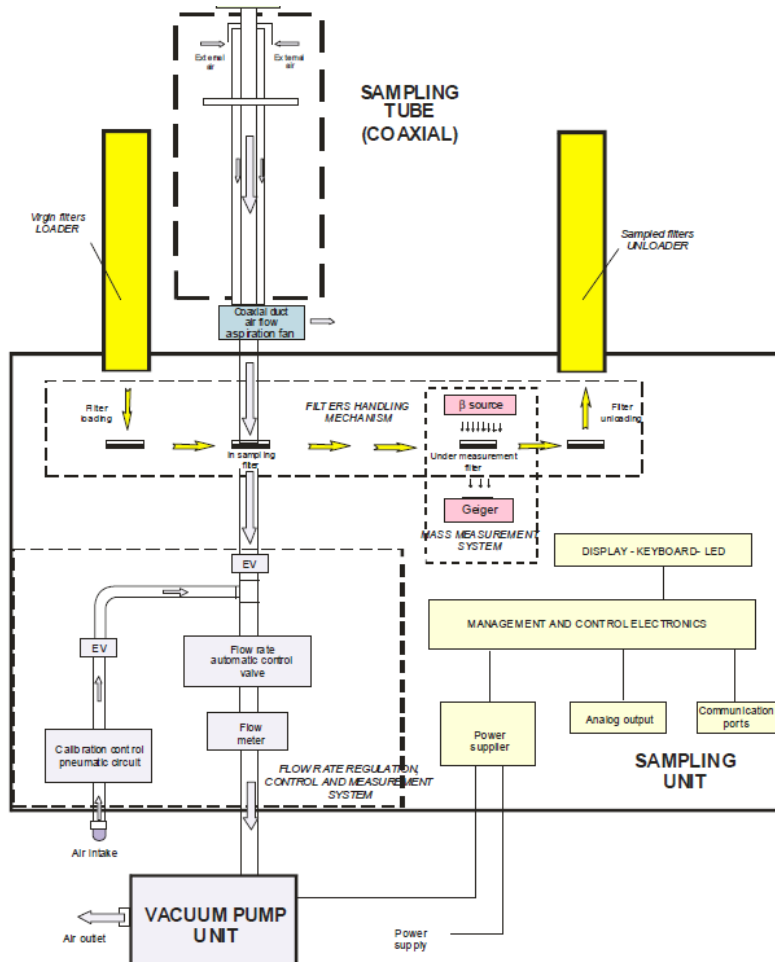 External
air
External
air
SAMPLING
TUBE
(COAXIAL)
Virgin filters
LOADER
Sampled filters
UNLOADER
Coaxial duct
air flow
aspiration fan
Filter
loading
FILTERS HANDLING
MECHANISM
β source
Filter
unloading
In sampling
filter
Under measurement
filter
Geiger
MASS MEASUREMENT
SYSTEM
EV
DISPLAY - KEYBOARD- LED
MANAGEMENT AND CONTROL ELECTRONICS
EV
Flow rate
automatic control
valve
Flow
meter
Calibration control
pneumatic circuit
Power
supplier
Analog output
Communication
ports
FLOW RATE REGULATION,
CONTROL AND MEASUREMENT
SYSTEM
SAMPLING
UNIT
Air intake
VACUUM PUMP
UNIT
Air outlet
Power
supply